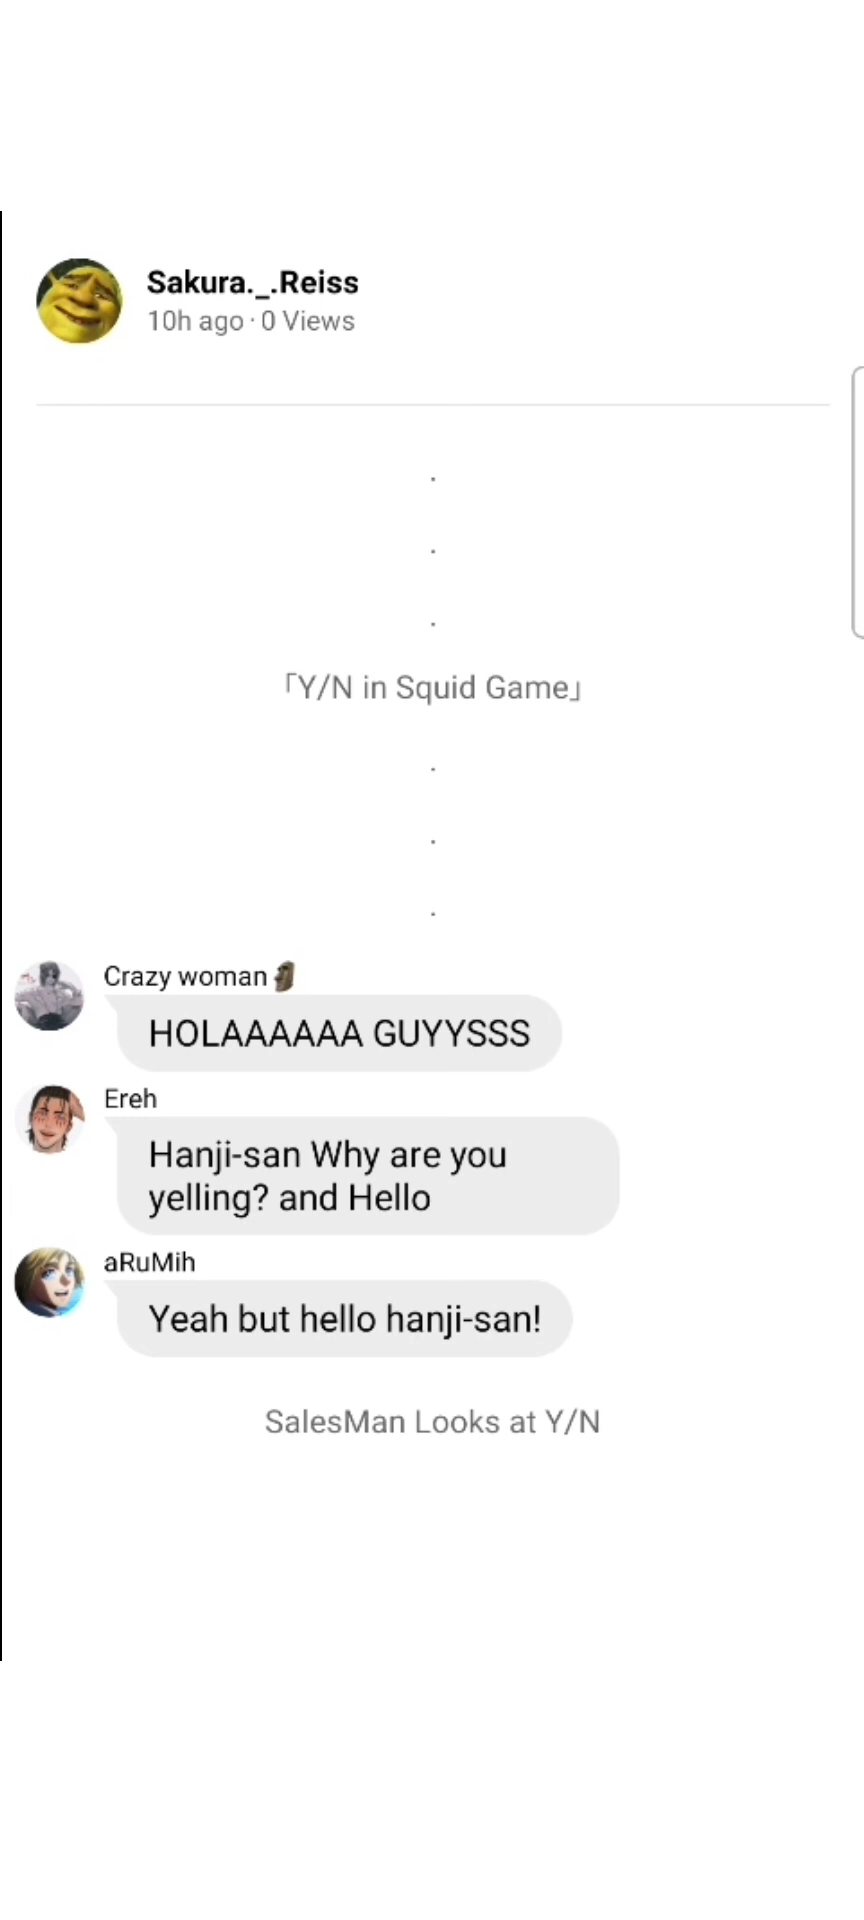 Sakura._.Reiss
10h ago · 0 Views
.
.
.
「Y/N in Squid Game」
.
.
.
Crazy woman🗿
HOLAAAAAA GUYYSSS
Ereh
Hanji-san Why are you
yelling? and Hello
aRuMih
Yeah but hello hanji-san!
SalesMan Looks at Y/N